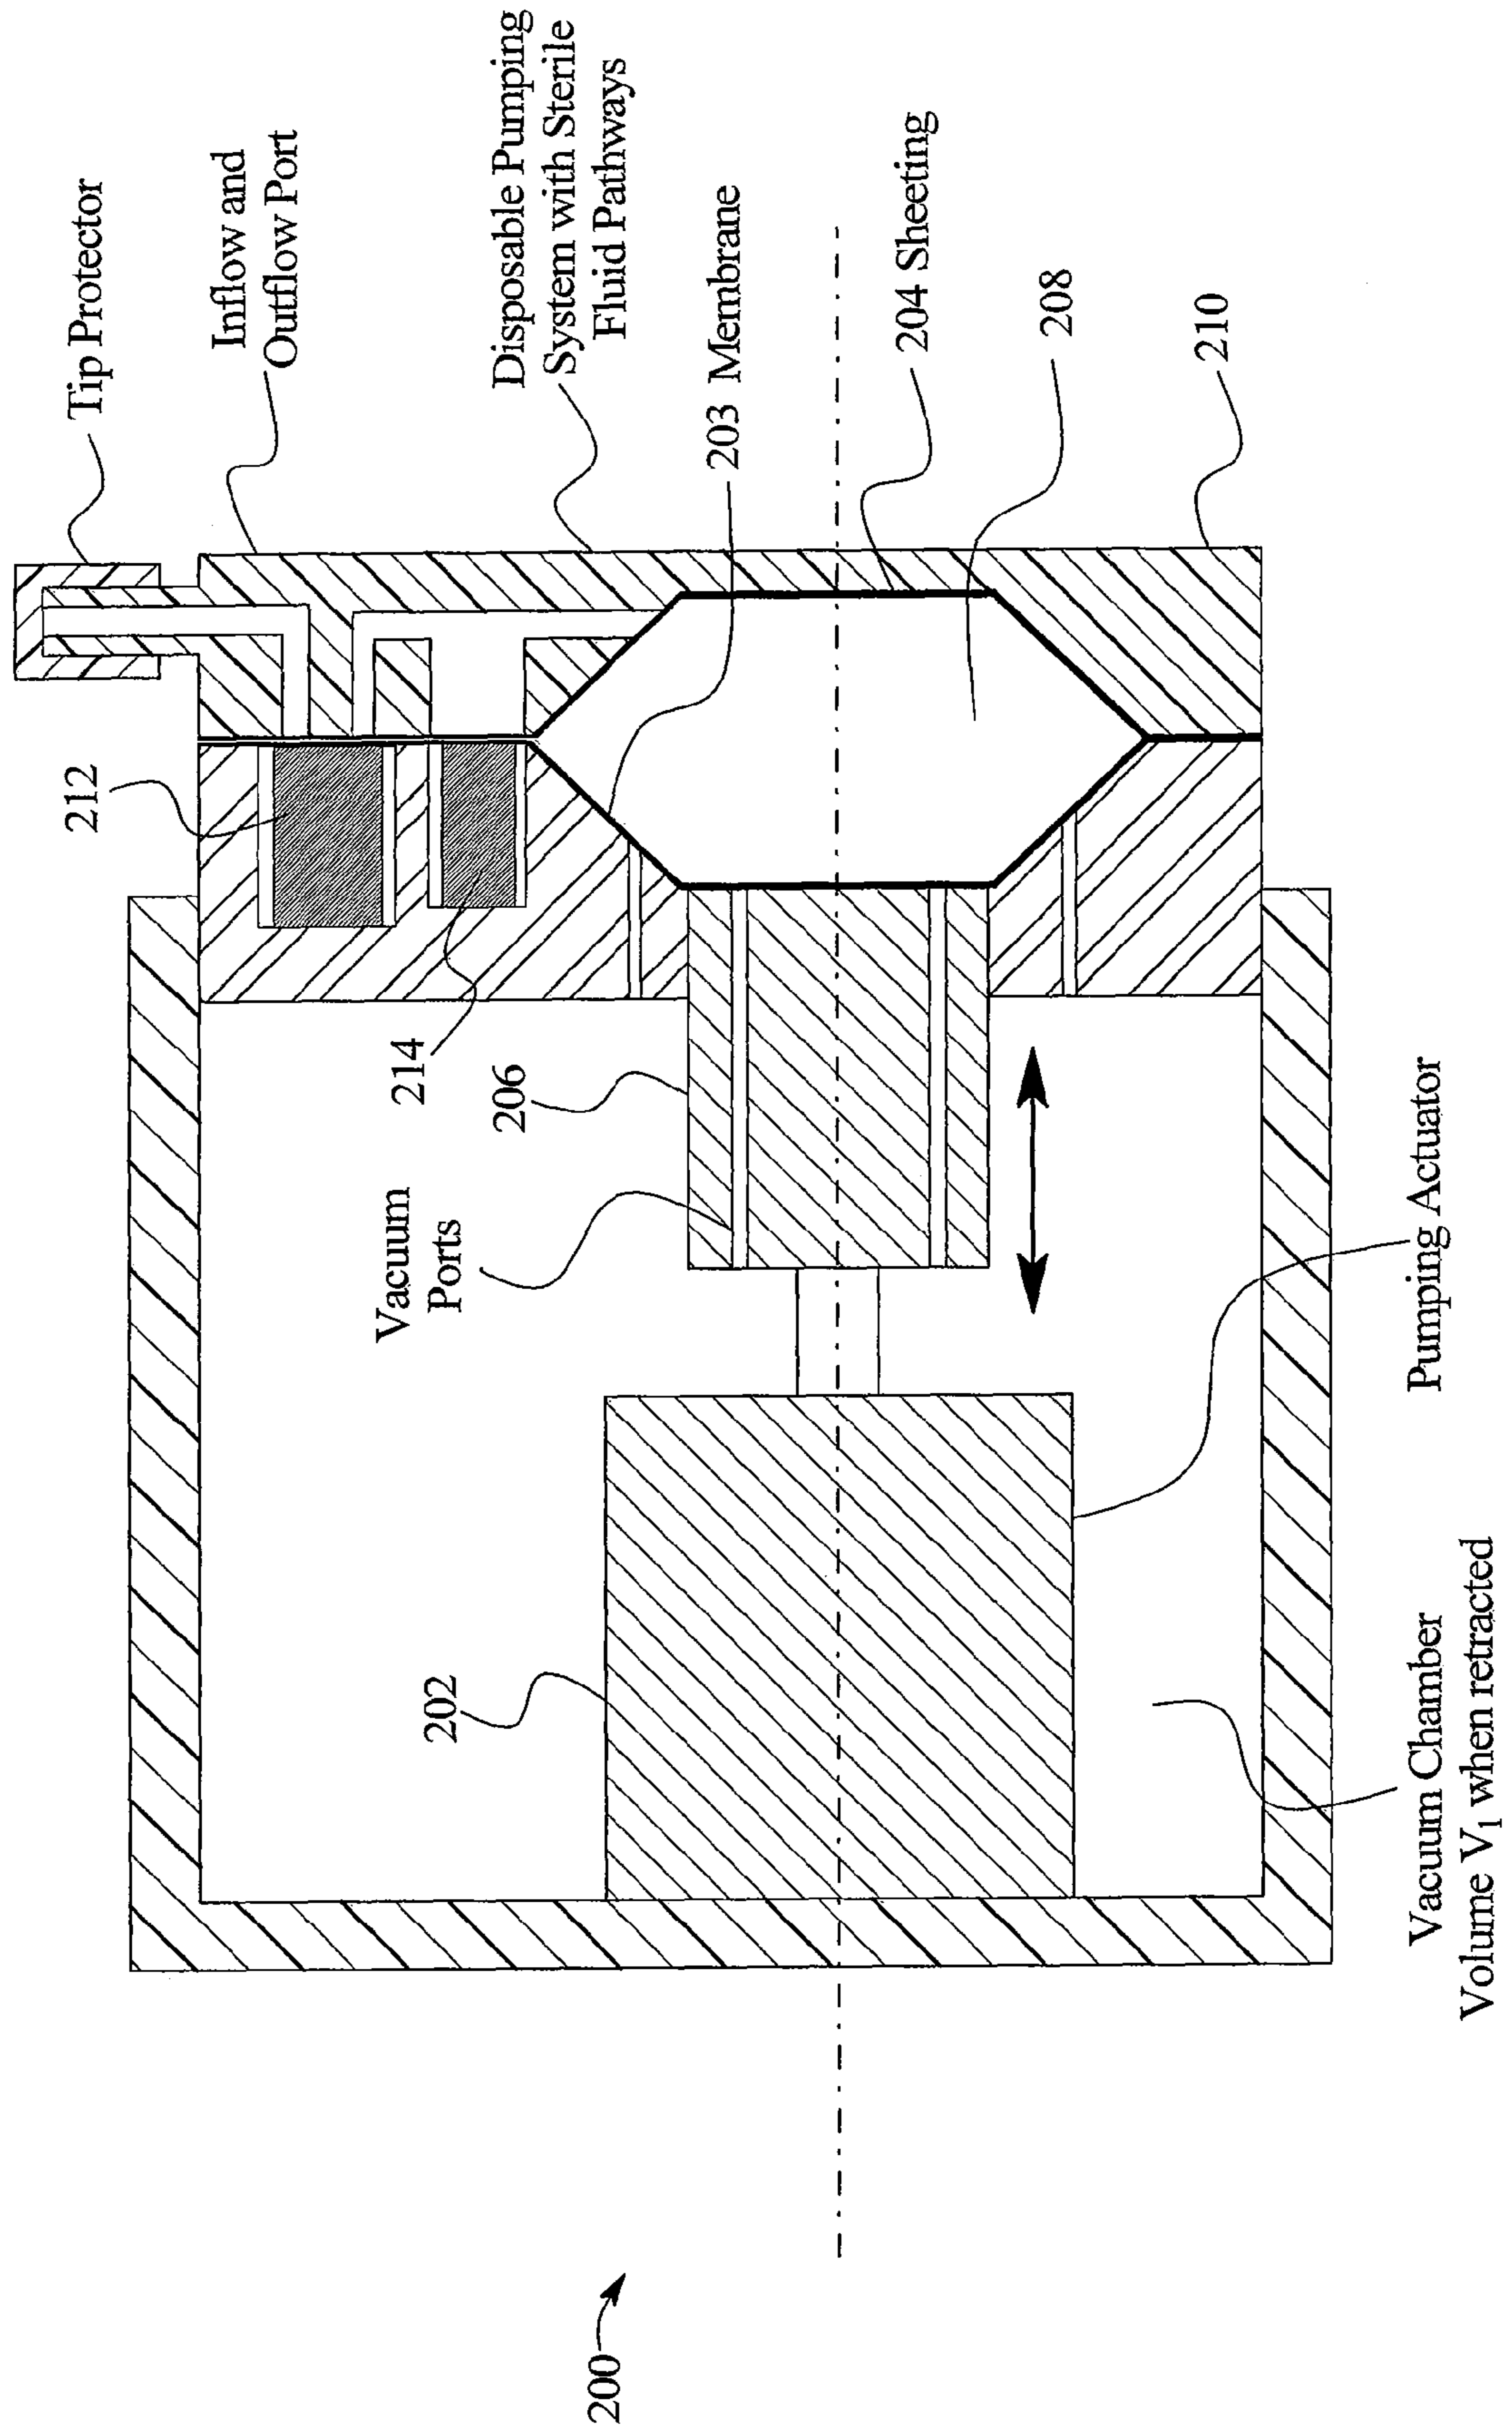 Tip Protector
Inflow and
Outflow Port
Disposable Pumping
System with Sterile
Fluid Pathways
203 Membrane
204 Sheeting
208
210
212
214
206
Vacuum
Ports
Pumping Actuator
202
Vacuum Chamber
Volume V1 when retracted
200